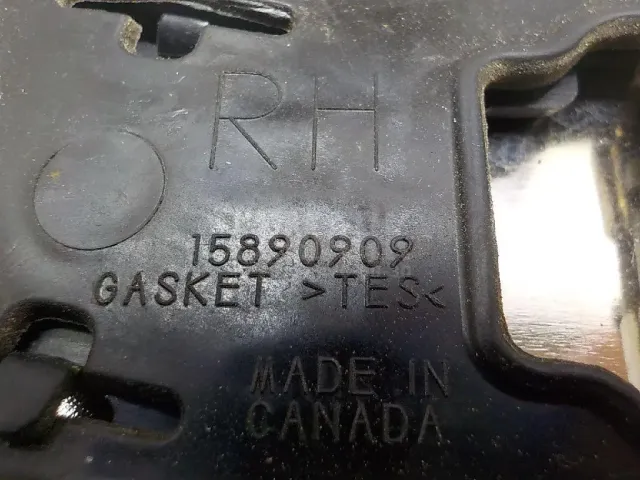 RH
15890909
GASKET >TES<
MADE IN
CANADA